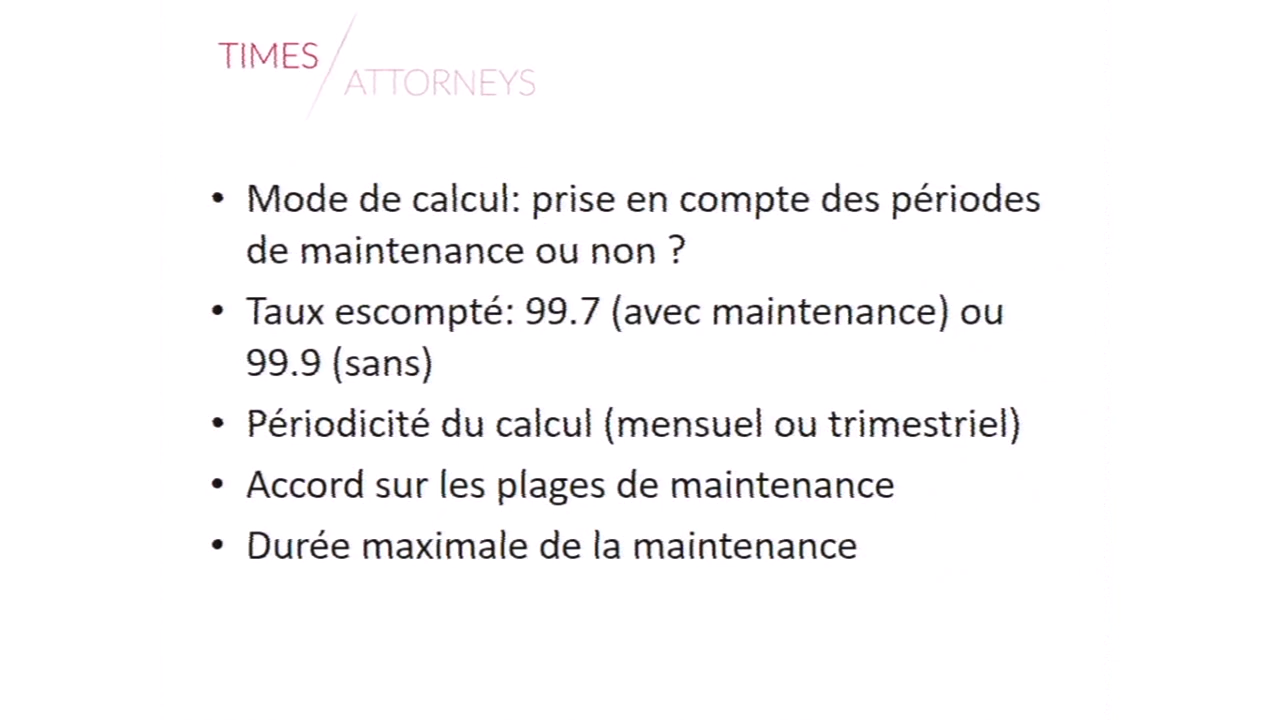 TIMES
ATTORNEYS
• Mode de calcul: prise en compte des périodes
de maintenance ou non ?
• Taux escompté: 99.7 (avec maintenance) ou
99.9 (sans)
• Périodicité du calcul (mensuel ou trimestriel)
• Accord sur les plages de maintenance
• Durée maximale de la maintenance